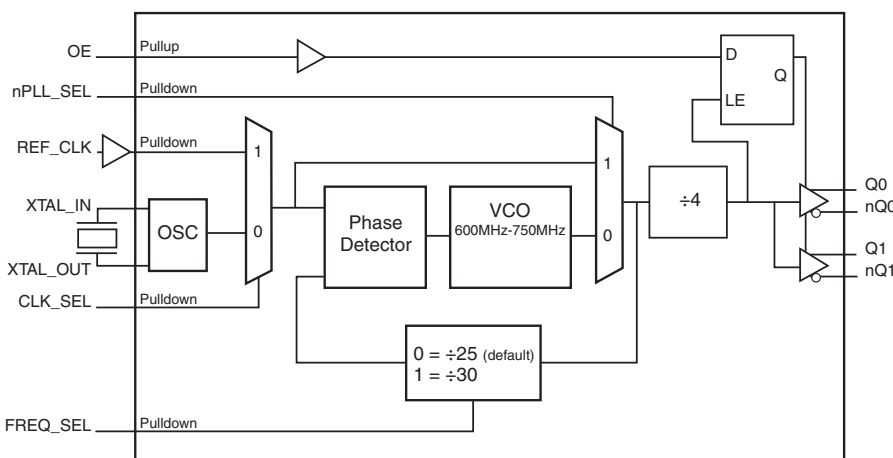 OE
Pullup
D
Q
LE
nPLL_SEL
Pulldown
REF_CLK
Pulldown
1
1
XTAL_IN
OSC
0
Phase
Detector
VCO
600MHz-750MHz
0
÷4
Q0
nQ0
Q1
nQ1
XTAL_OUT
CLK_SEL
Pulldown
0 = ÷25 (default)
1 = ÷30
FREQ_SEL
Pulldown